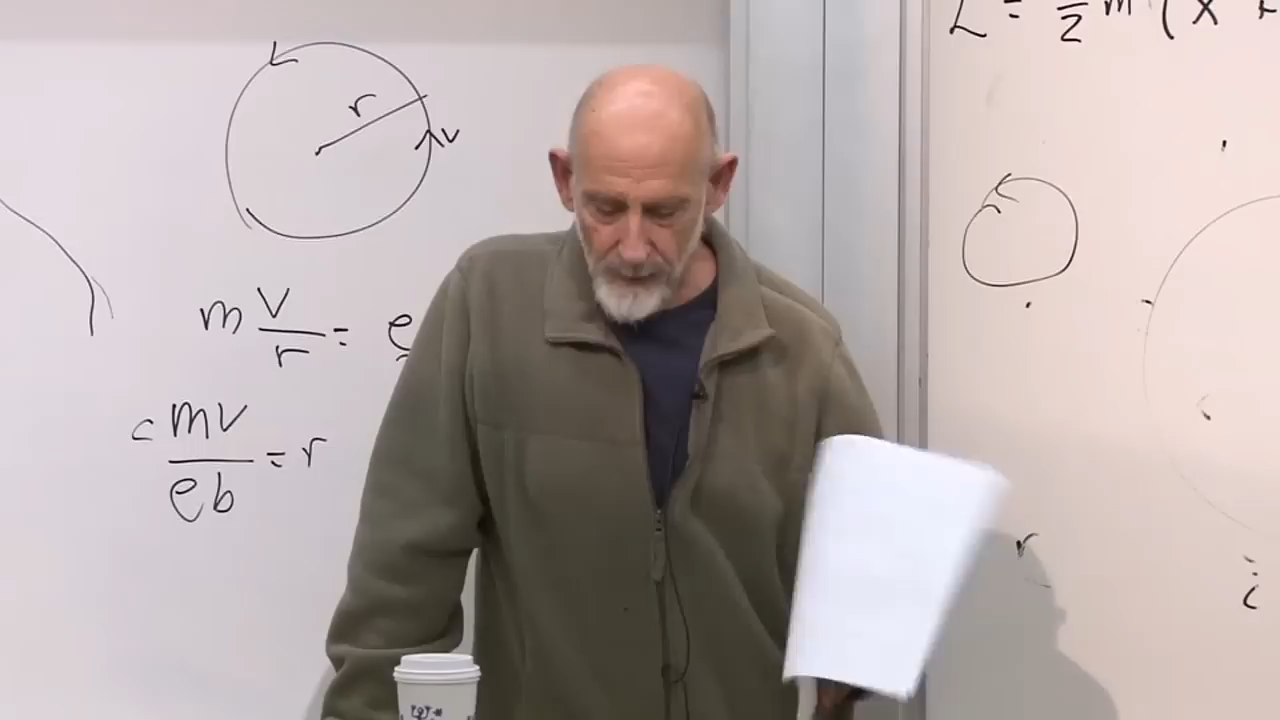 r
v
m v/r = e
c mv/eb = r
L = 1/2 m (x
r